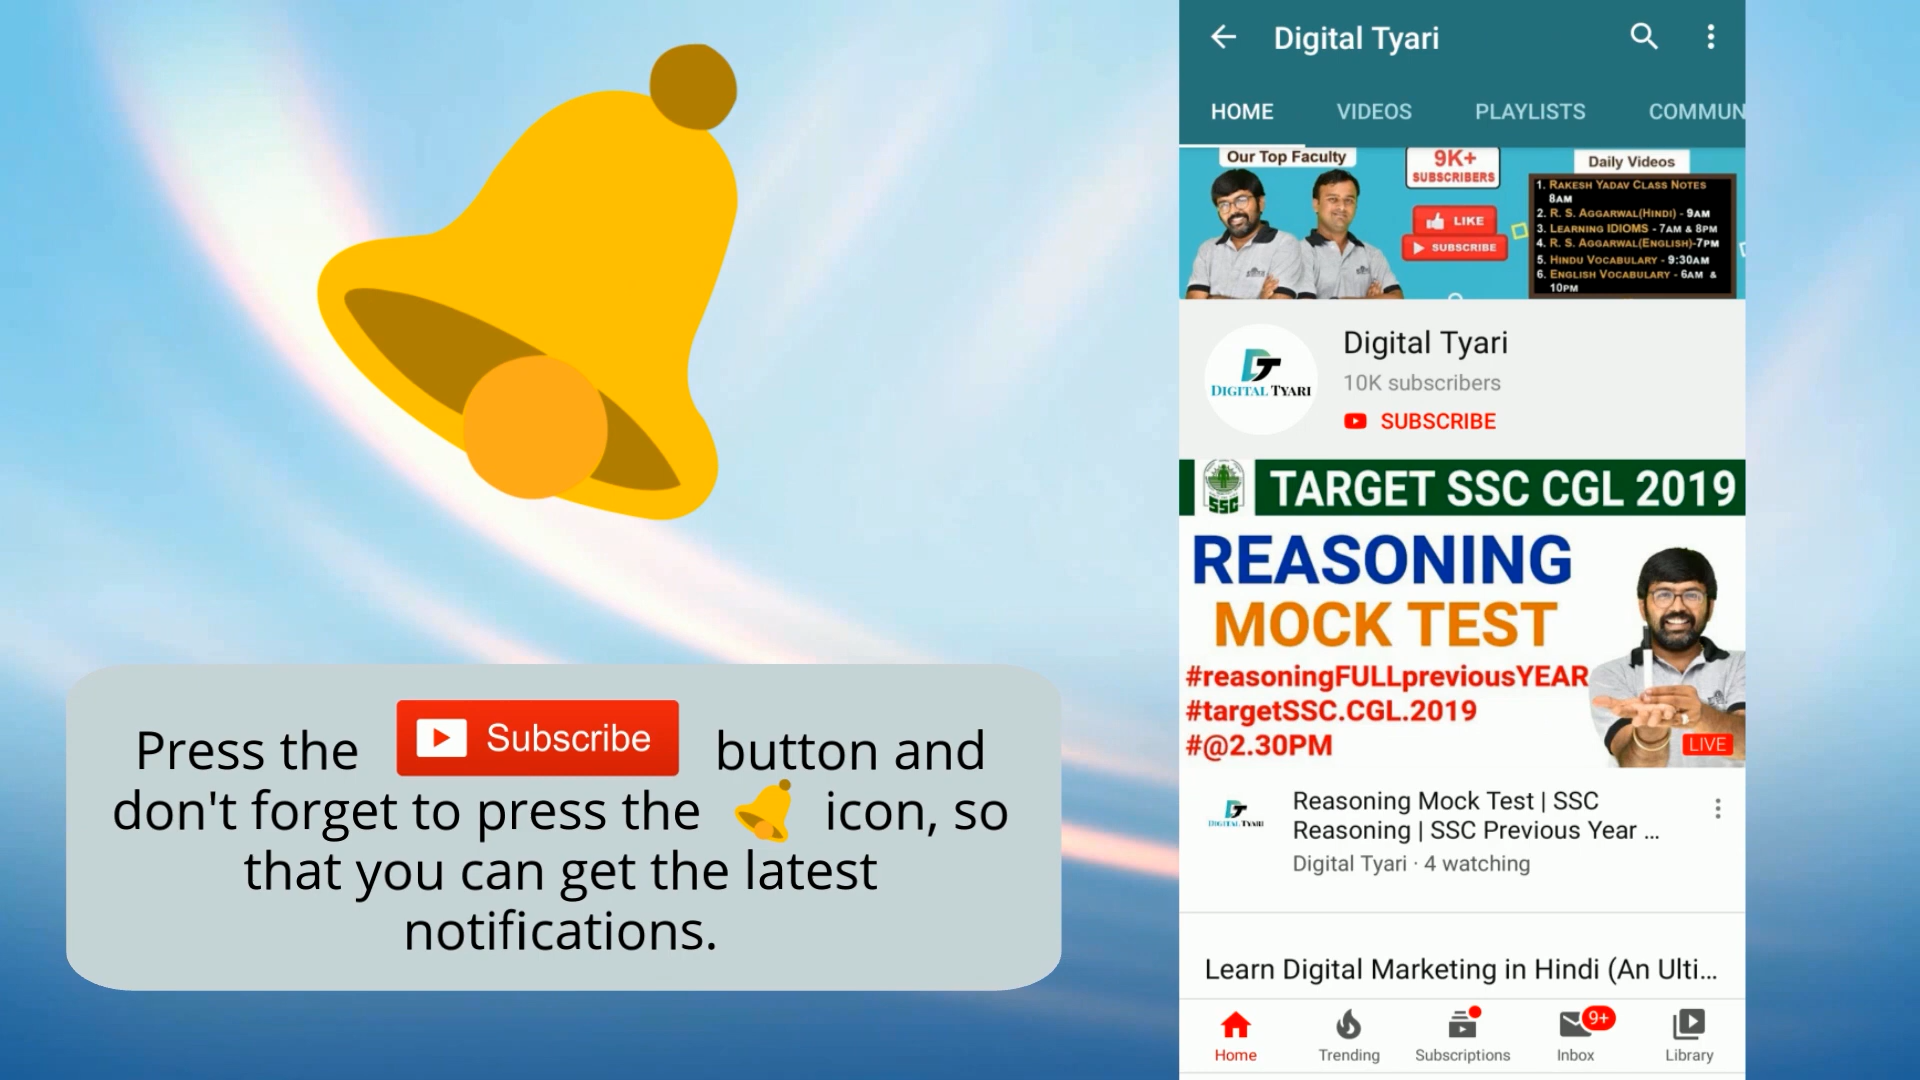 Press the Subscribe button and
don't forget to press the icon, so
that you can get the latest
notifications.
Digital Tyari
HOME VIDEOS PLAYLISTS COMMUN
Our Top Faculty
9K+
SUBSCRIBERS
LIKE
SUBSCRIBE
Daily Videos
1. RAKESH YADAV CLASS NOTES
8AM
2. R. S. AGGARWAL(HINDI) - 9AM
3. LEARNING IDIOMS - 7AM & 8PM
4. R. S. AGGARWAL(ENGLISH)-7PM
5. HINDU VOCABULARY - 9:30AM
6. ENGLISH VOCABULARY - 6AM &
10PM
DIGITAL TYARI
Digital Tyari
10K subscribers
SUBSCRIBE
SSC
TARGET SSC CGL 2019
REASONING
MOCK TEST
#reasoningFULLpreviousYEAR
#targetSSC.CGL.2019
#@2.30PM
LIVE
DIGITAL TYARI
Reasoning Mock Test | SSC
Reasoning | SSC Previous Year ...
Digital Tyari · 4 watching
Learn Digital Marketing in Hindi (An Ulti...
9+
Home Trending Subscriptions Inbox Library